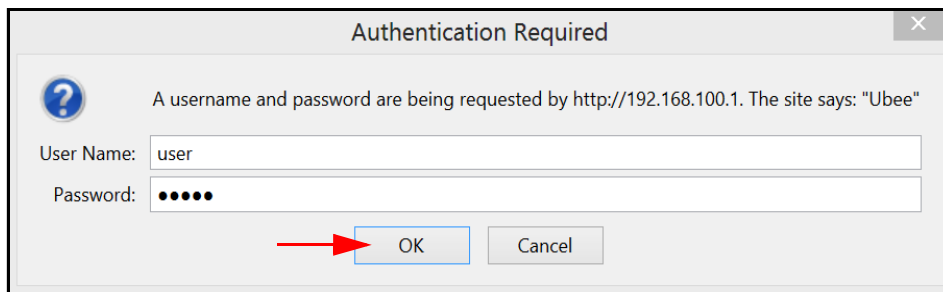 Authentication Required
A username and password are being requested by http://192.168.100.1. The site says: "Ubee"
User Name: user
Password: ●●●●●
OK Cancel